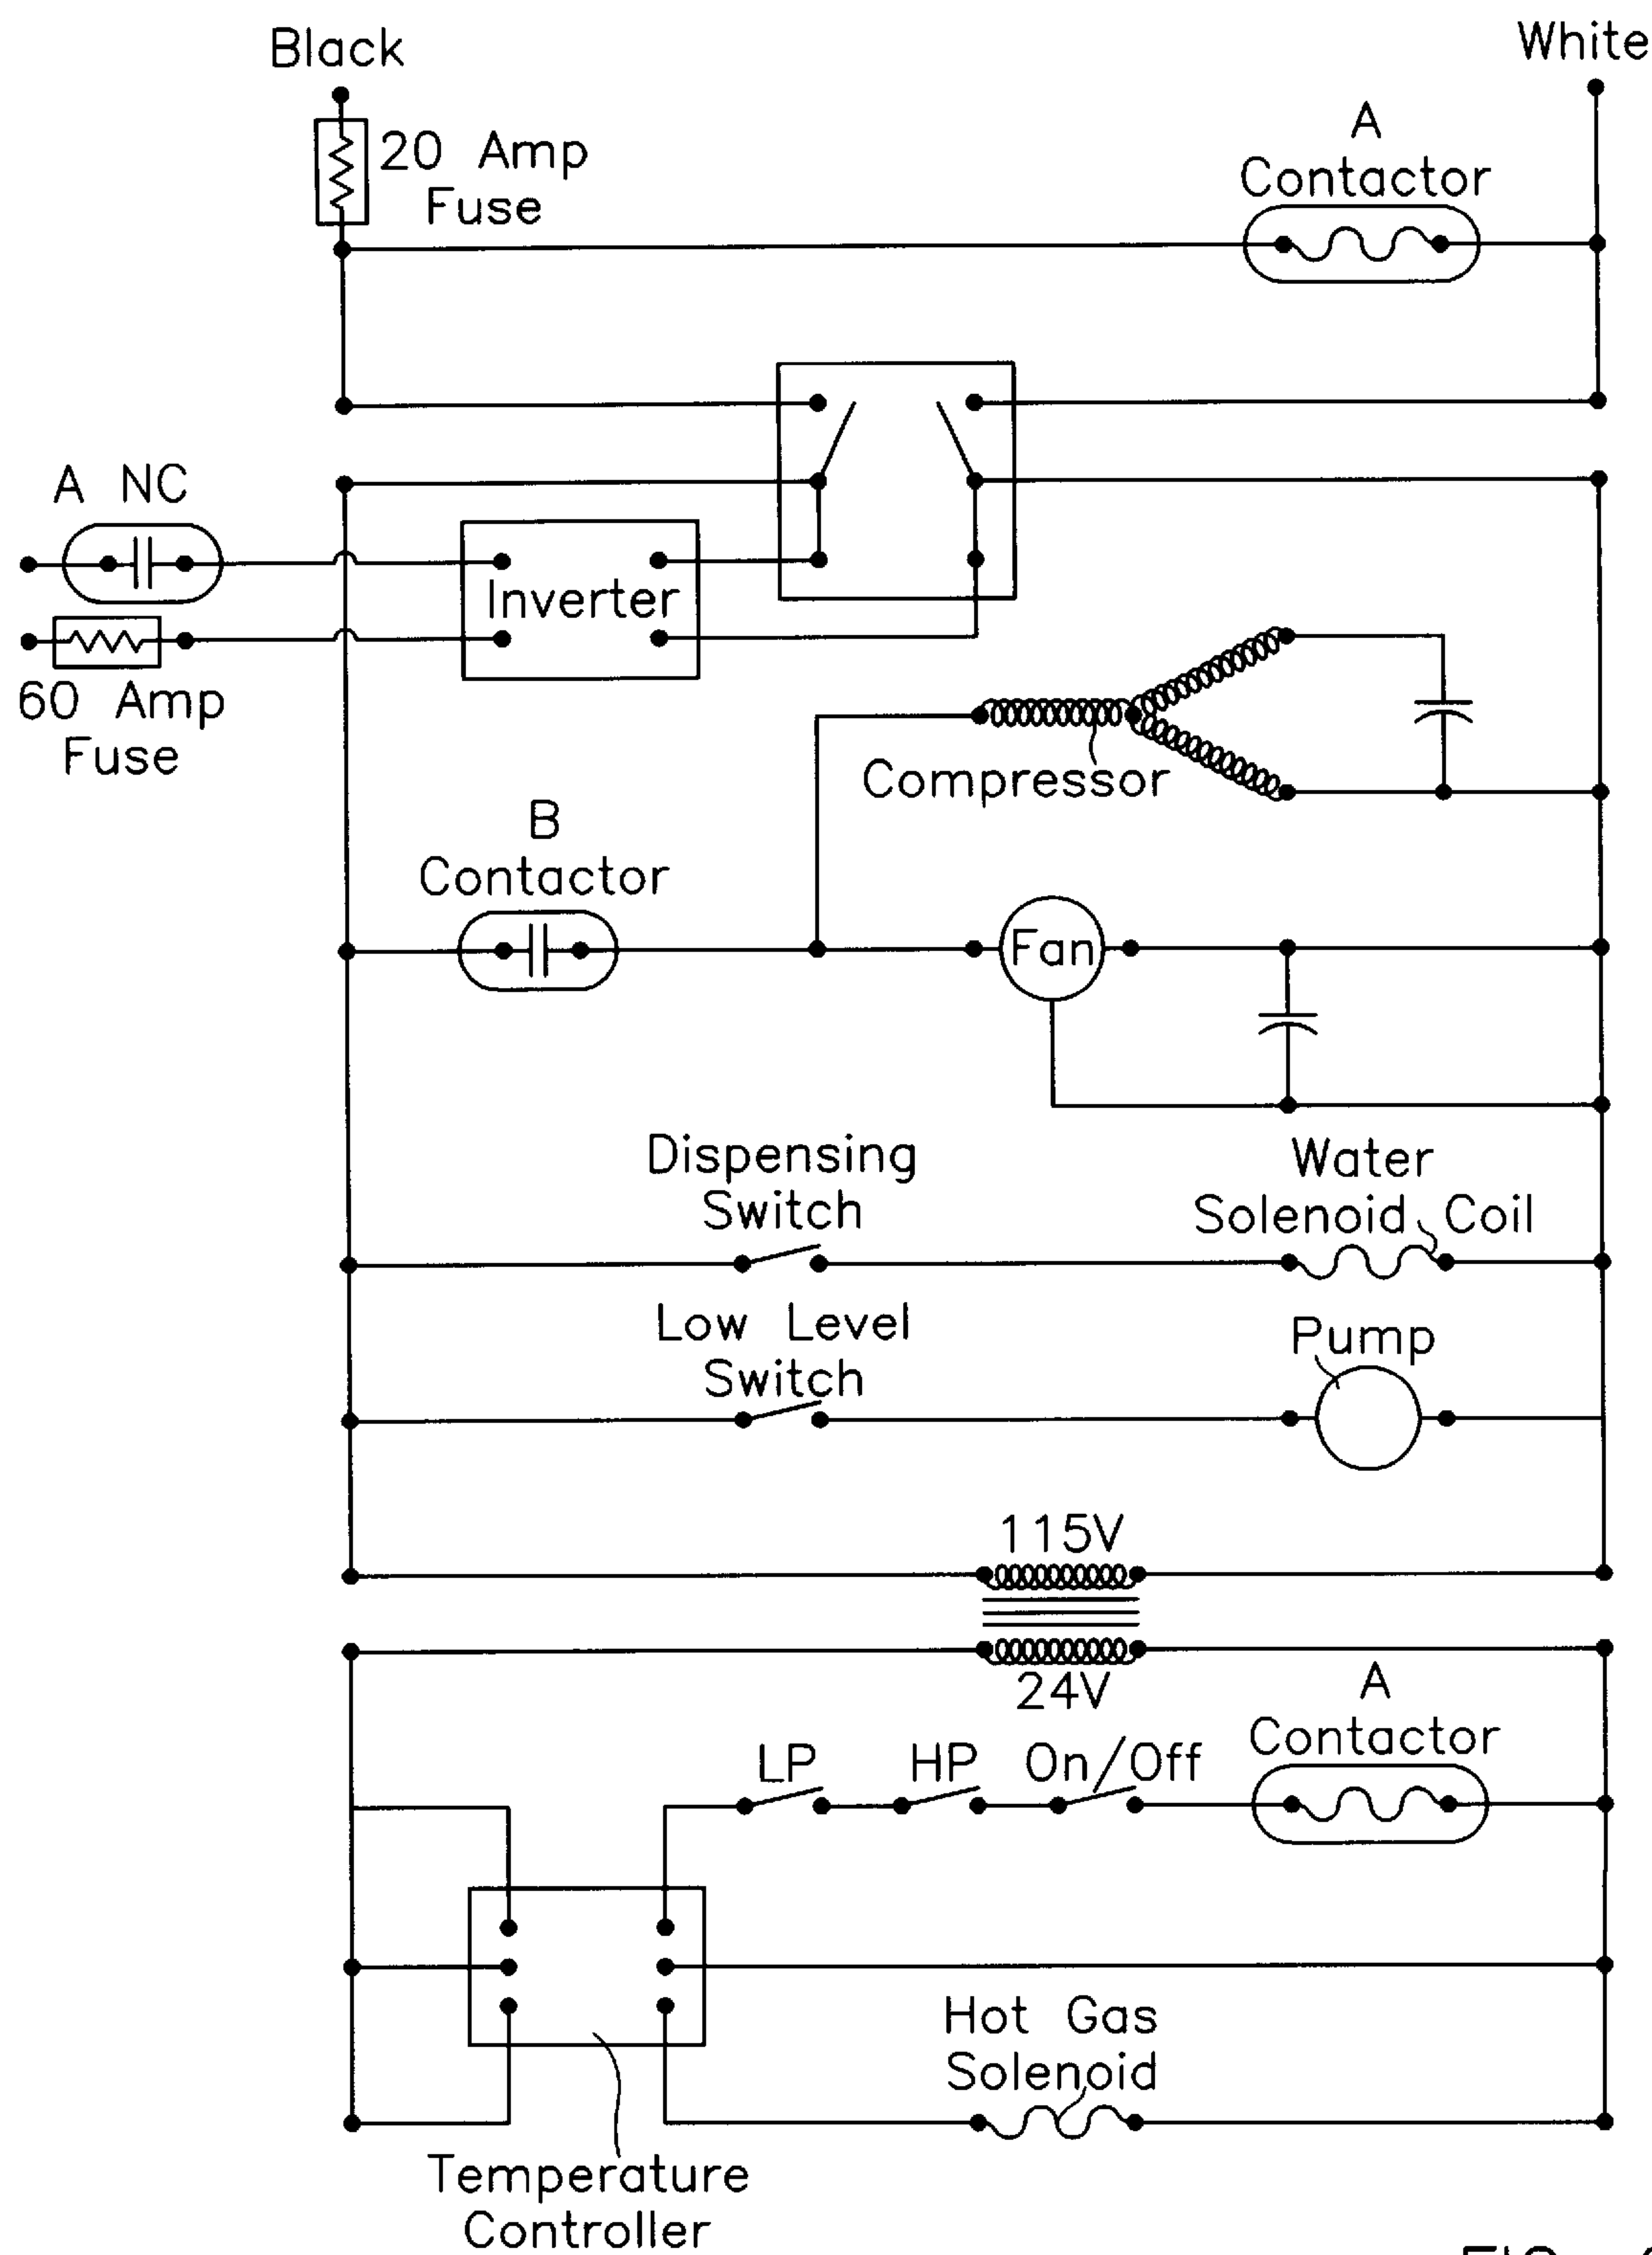 Black
White
20 Amp
Fuse
A
Contactor
A NC
Inverter
60 Amp
Fuse
Compressor
B
Contactor
Fan
Dispensing
Switch
Water
Solenoid Coil
Low Level
Switch
Pump
115V
24V
A
Contactor
LP
HP
On/Off
Hot Gas
Solenoid
Temperature
Controller